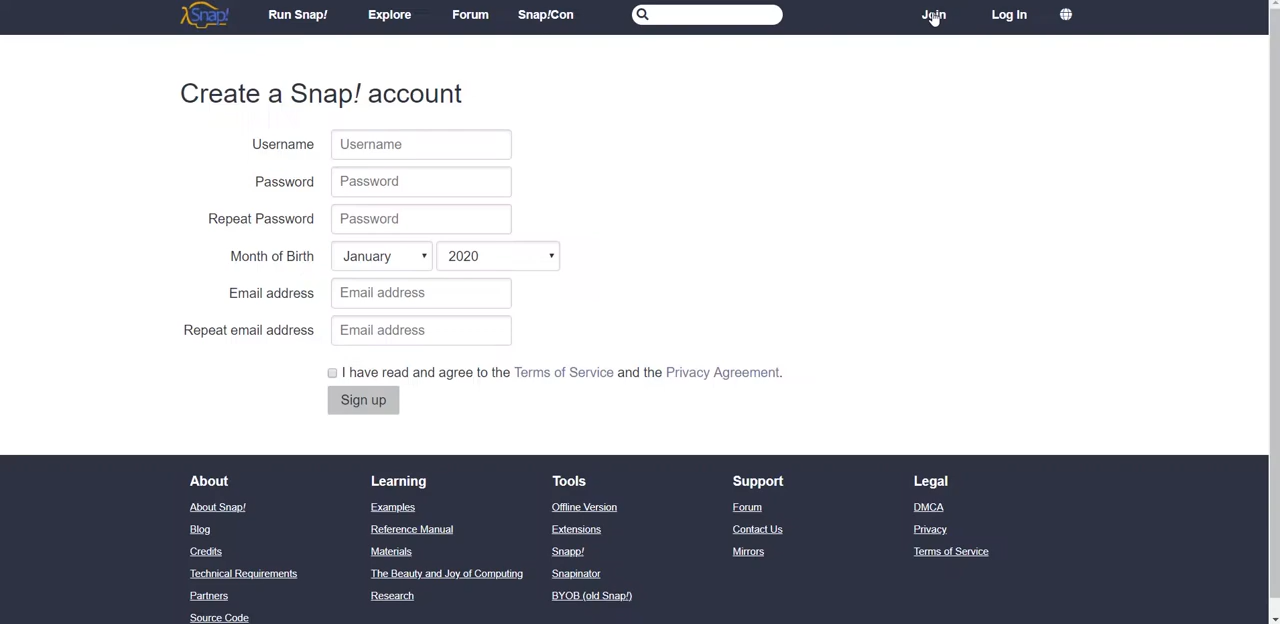 Snap! Run Snap! Explore Forum Snap!Con Join Log In
Create a Snap! account
Username Username
Password Password
Repeat Password Password
Month of Birth January 2020
Email address Email address
Repeat email address Email address
I have read and agree to the Terms of Service and the Privacy Agreement.
Sign up
About Learning Tools Support Legal
About Snap! Examples Offline Version Forum DMCA
Blog Reference Manual Extensions Contact Us Privacy
Credits Materials Snapp! Mirrors Terms of Service
Technical Requirements The Beauty and Joy of Computing Snapinator
Partners Research BYOB (old Snap!)
Source Code